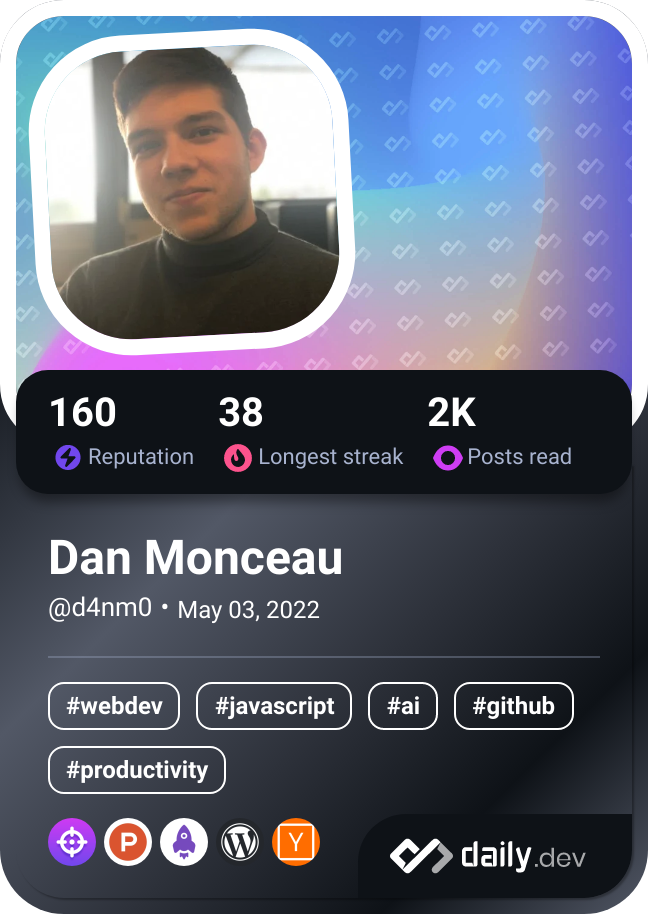 160 38 2K
Reputation Longest streak Posts read
Dan Monceau
@d4nm0 • May 03, 2022
#webdev #javascript #ai #github
#productivity
P W Y daily.dev